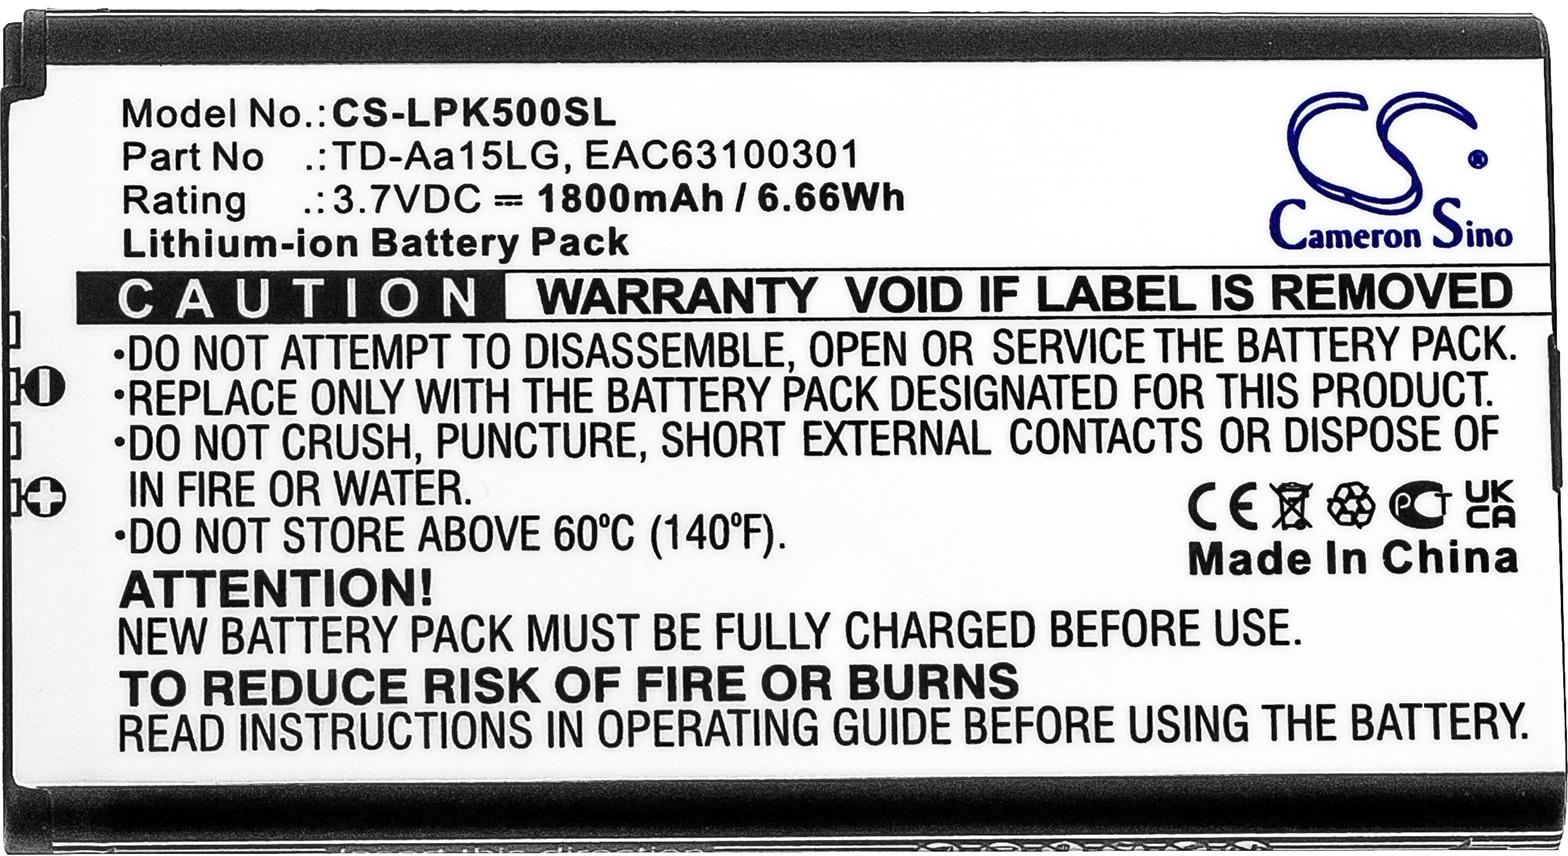 Model No.:CS-LPK500SL
Part No .:TD-Aa15LG, EAC63100301
Rating .:3.7VDC ⎓ 1800mAh / 6.66Wh
Lithium-ion Battery Pack
CS®
Cameron Sino
CAUTION WARRANTY VOID IF LABEL IS REMOVED
•DO NOT ATTEMPT TO DISASSEMBLE, OPEN OR SERVICE THE BATTERY PACK.
•REPLACE ONLY WITH THE BATTERY PACK DESIGNATED FOR THIS PRODUCT.
•DO NOT CRUSH, PUNCTURE, SHORT EXTERNAL CONTACTS OR DISPOSE OF
IN FIRE OR WATER.
•DO NOT STORE ABOVE 60ºC (140ºF).
CE PCT UK
CA
Made In China
ATTENTION!
NEW BATTERY PACK MUST BE FULLY CHARGED BEFORE USE.
TO REDUCE RISK OF FIRE OR BURNS
READ INSTRUCTIONS IN OPERATING GUIDE BEFORE USING THE BATTERY.